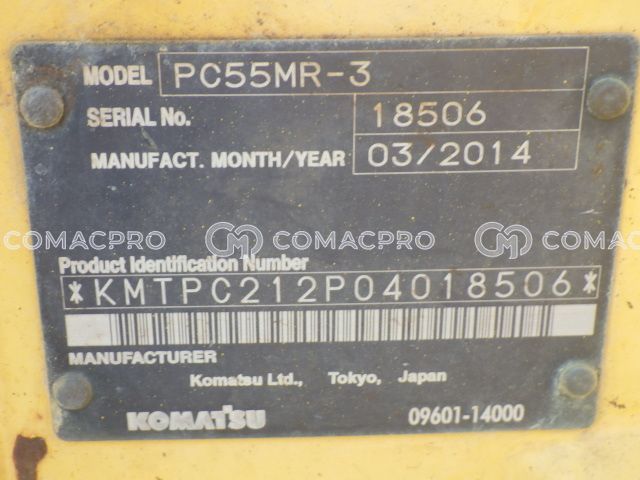 MODEL PC55MR-3
SERIAL No. 18506
MANUFACT. MONTH/YEAR 03/2014
COMACPRO COMACPRO COMACPRO
Product Identification Number
*KMTPC212P04018506*
MANUFACTURER
Komatsu Ltd., Tokyo, Japan
KOMATSU 09601-14000